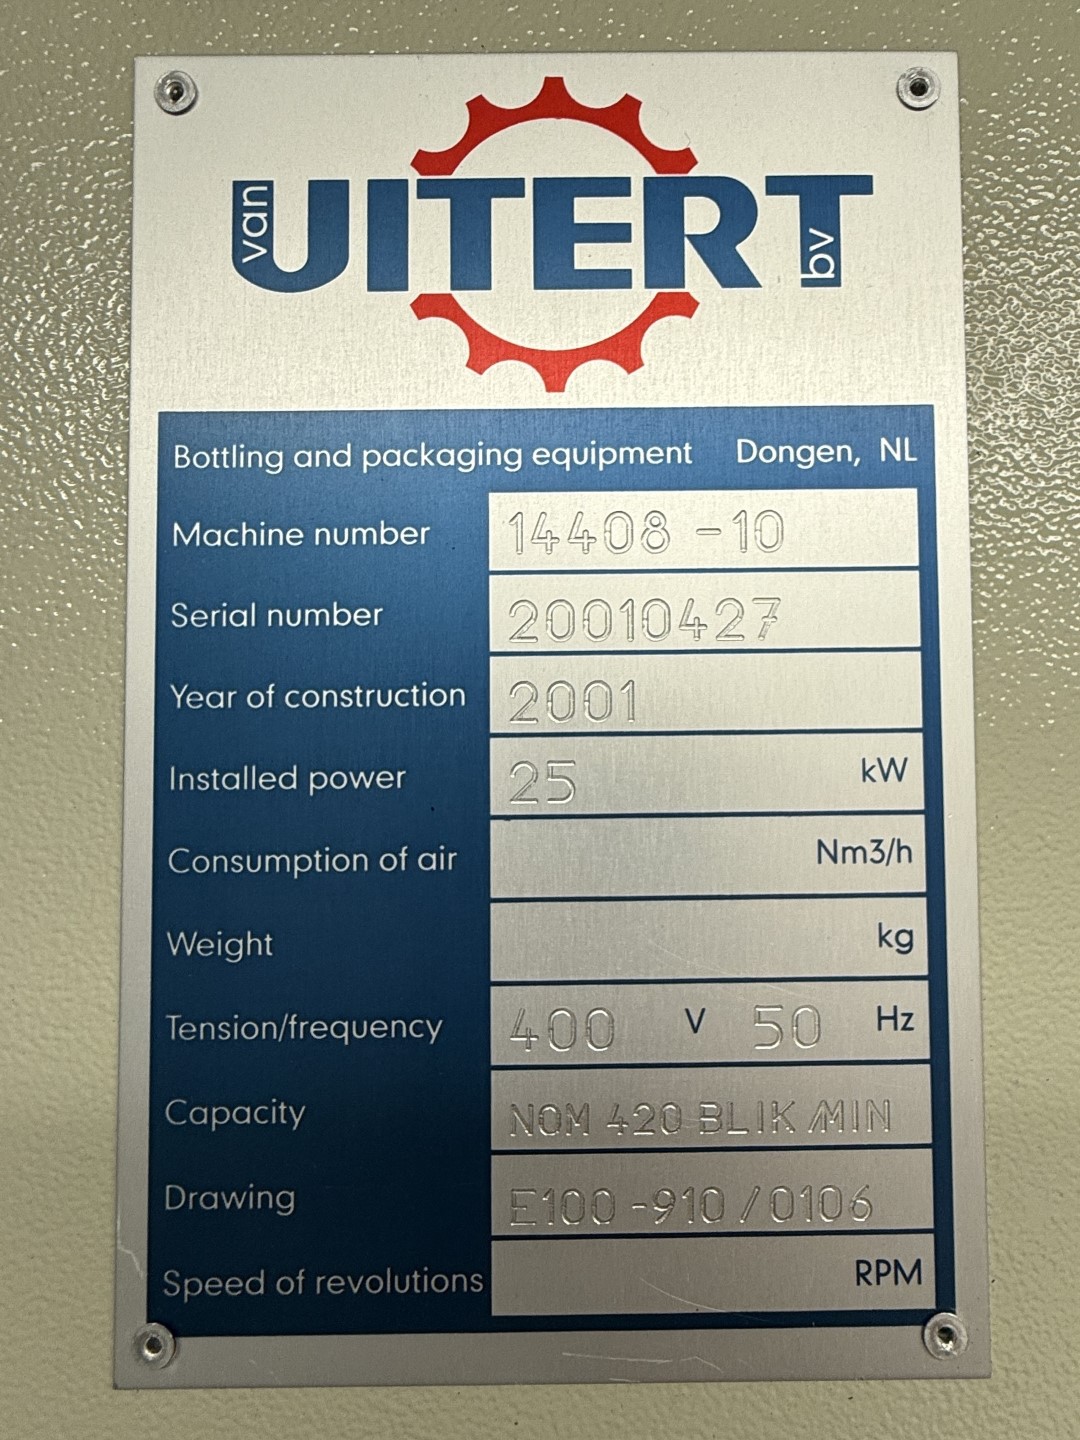 van UITERT bv
Bottling and packaging equipment Dongen, NL
Machine number 14408-10
Serial number 20010427
Year of construction 2001
Installed power 25 kW
Consumption of air Nm3/h
Weight kg
Tension/frequency 400 V 50 Hz
Capacity NOM 420 BLIK/MIN
Drawing E100-910/0106
Speed of revolutions RPM